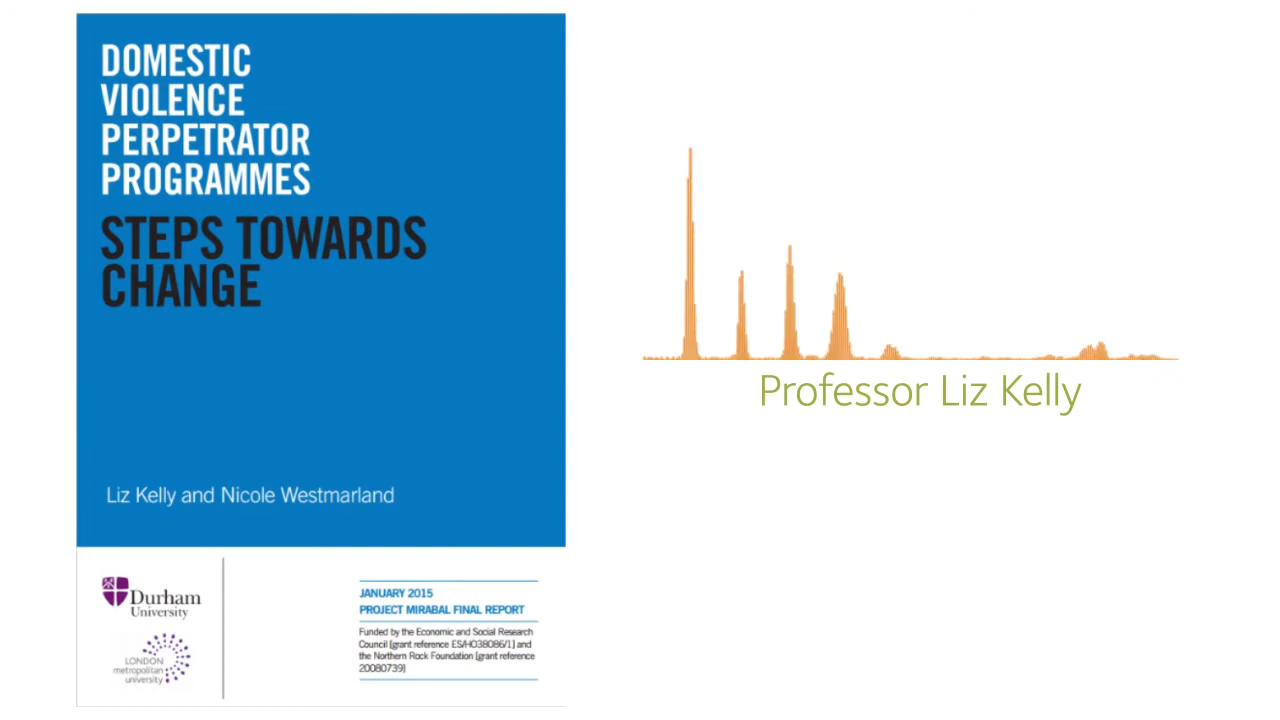 DOMESTIC
VIOLENCE
PERPETRATOR
PROGRAMMES
STEPS TOWARDS
CHANGE
Liz Kelly and Nicole Westmarland
Durham
University
LONDON
metropolitan
university
JANUARY 2015
PROJECT MIRABAL FINAL REPORT
Funded by the Economic and Social Research
Council [grant reference ES/HO38086/1] and
the Northern Rock Foundation [grant reference
20080739]
Professor Liz Kelly